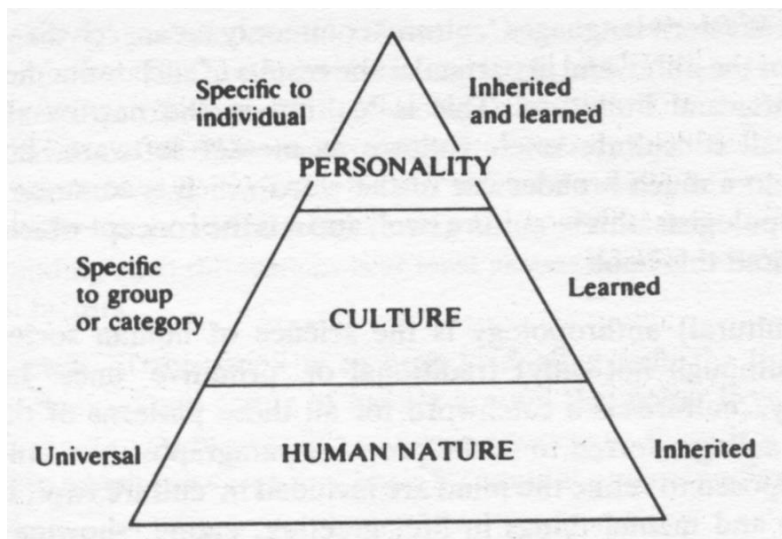 Specific to
individual
Inherited
and learned
PERSONALITY
Specific
to group
or category
CULTURE
Learned
Universal
HUMAN NATURE
Inherited